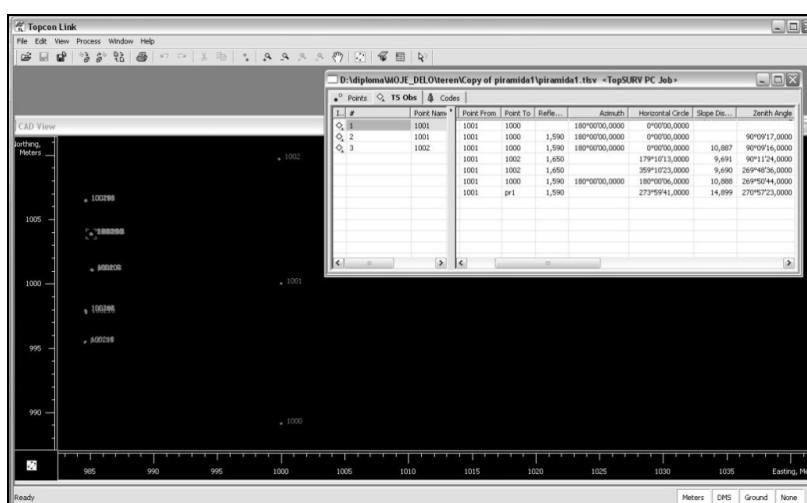 Topcon Link
File Edit View Process Window Help
D:\diploma\MOJE_DELO\teren\Copy of piramida1\piramida1.tlsv <TopSURV PC Job>
Points TS Obs Codes
I.. # Point Nam Point From Point To Refle... Azimuth Horizontal Circle Slope Dis... Zenith Angle
1 1001 1001 1000 180°00'00,0000 0°00'00,0000
2 1001 1001 1000 1,590 180°00'00,0000 0°00'00,0000 90°09'17,0000
3 1002 1001 1000 1,590 180°00'00,0000 0°00'00,0000 10,887 90°09'16,0000
1001 1002 1,650 179°10'13,0000 9,691 90°11'24,0000
1001 1002 1,650 359°10'23,0000 9,690 269°48'36,0000
1001 1000 1,590 180°00'00,0000 180°00'06,0000 10,888 269°50'44,0000
1001 pr1 1,590 273°59'41,0000 14,899 270°57'23,0000
CAD View
Northing,
Meters
1002
1005
1000
1001
995
990
1000
985 990 995 1000 1005 1010 1015 1020 1025 1030 1035 Easting, Me
Ready Meters DMS Ground None